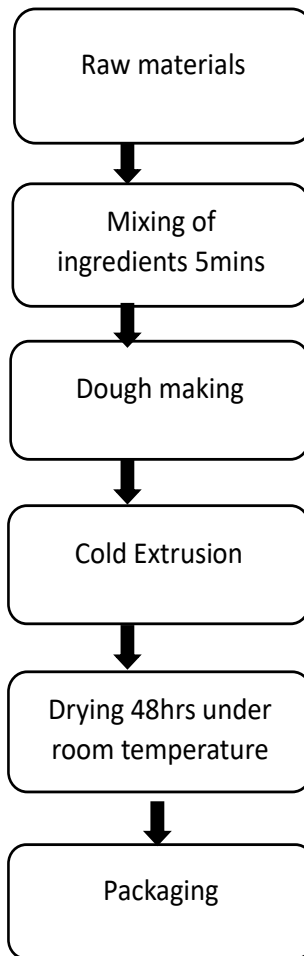 Raw materials
Mixing of
ingredients 5mins
Dough making
Cold Extrusion
Drying 48hrs under
room temperature
Packaging